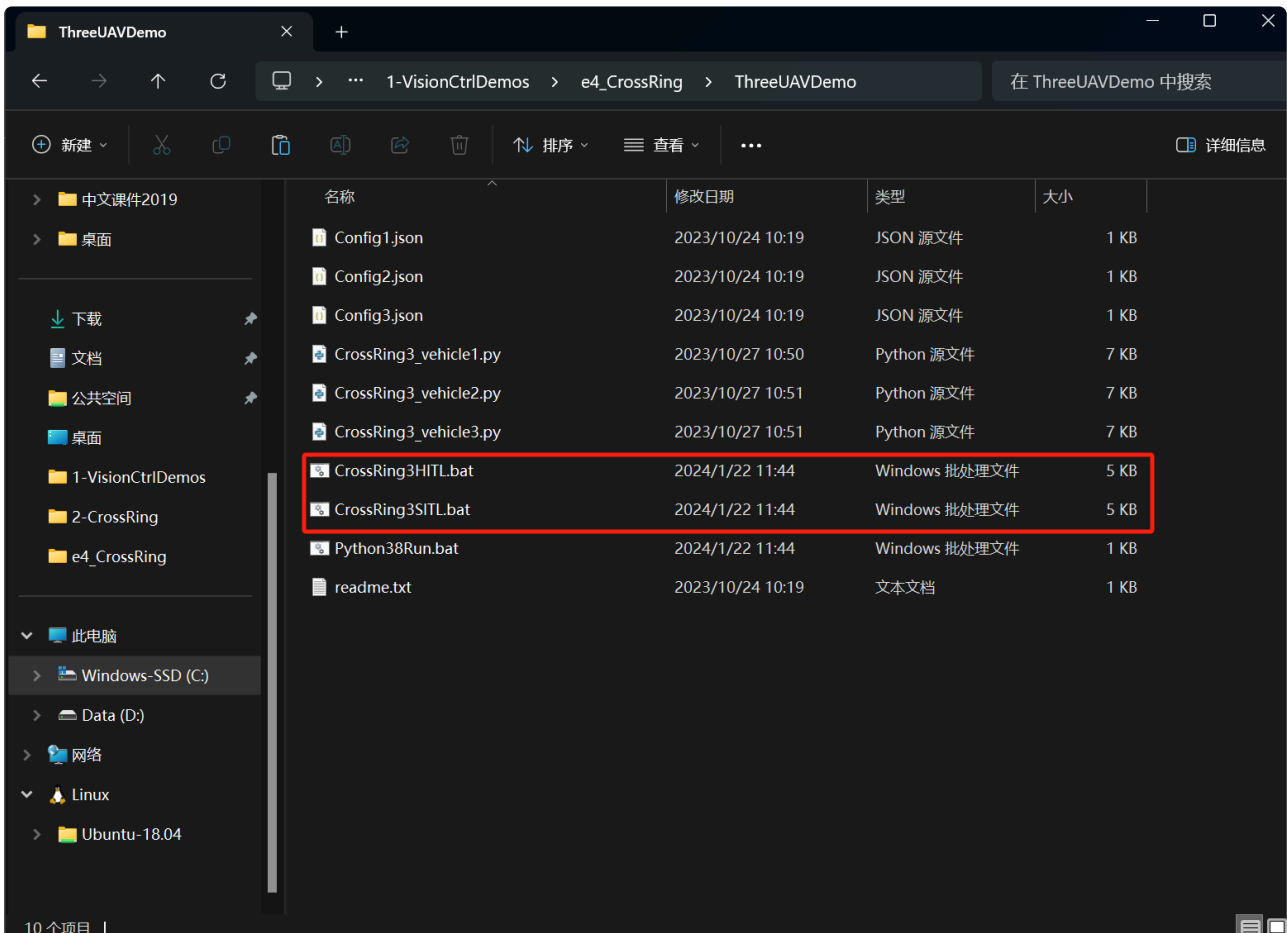 ThreeUAVDemo
1-VisionCtrlDemos e4_CrossRing ThreeUAVDemo 在 ThreeUAVDemo 中搜索
新建 排序 查看 详细信息
中文课件2019
桌面
下载
文档
公共空间
桌面
1-VisionCtrlDemos
2-CrossRing
e4_CrossRing
此电脑
Windows-SSD (C:)
Data (D:)
网络
Linux
Ubuntu-18.04
名称 修改日期 类型 大小
Config1.json 2023/10/24 10:19 JSON 源文件 1 KB
Config2.json 2023/10/24 10:19 JSON 源文件 1 KB
Config3.json 2023/10/24 10:19 JSON 源文件 1 KB
CrossRing3_vehicle1.py 2023/10/27 10:50 Python 源文件 7 KB
CrossRing3_vehicle2.py 2023/10/27 10:51 Python 源文件 7 KB
CrossRing3_vehicle3.py 2023/10/27 10:51 Python 源文件 7 KB
CrossRing3HITL.bat 2024/1/22 11:44 Windows 批处理文件 5 KB
CrossRing3SITL.bat 2024/1/22 11:44 Windows 批处理文件 5 KB
Python38Run.bat 2024/1/22 11:44 Windows 批处理文件 1 KB
readme.txt 2023/10/24 10:19 文本文档 1 KB
10 个项目